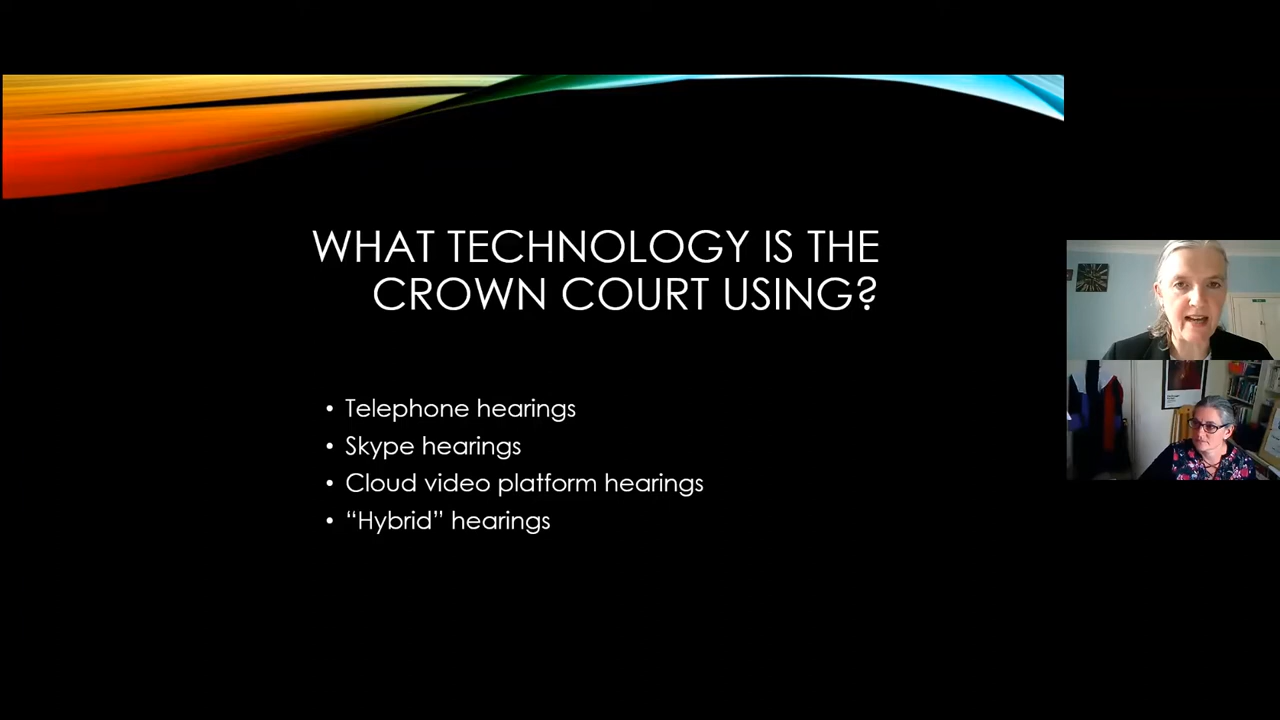 WHAT TECHNOLOGY IS THE
CROWN COURT USING?
• Telephone hearings
• Skype hearings
• Cloud video platform hearings
• “Hybrid” hearings